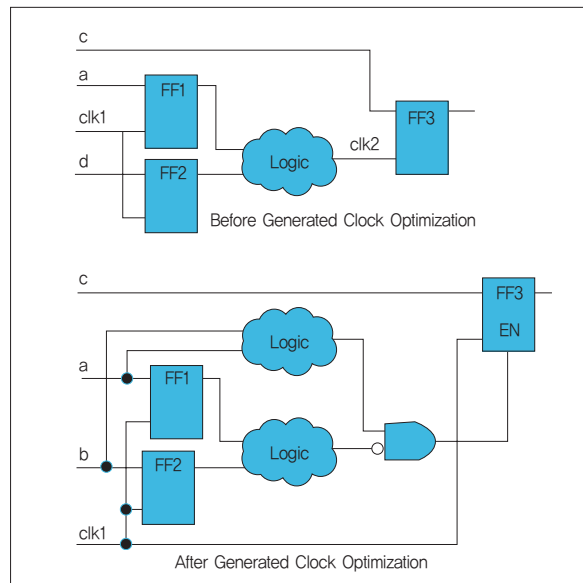 c
a
FF1
FF3
clk1
clk2
Logic
d
FF2
Before Generated Clock Optimization
c
FF3
EN
Logic
a
FF1
Logic
b
FF2
clk1
After Generated Clock Optimization